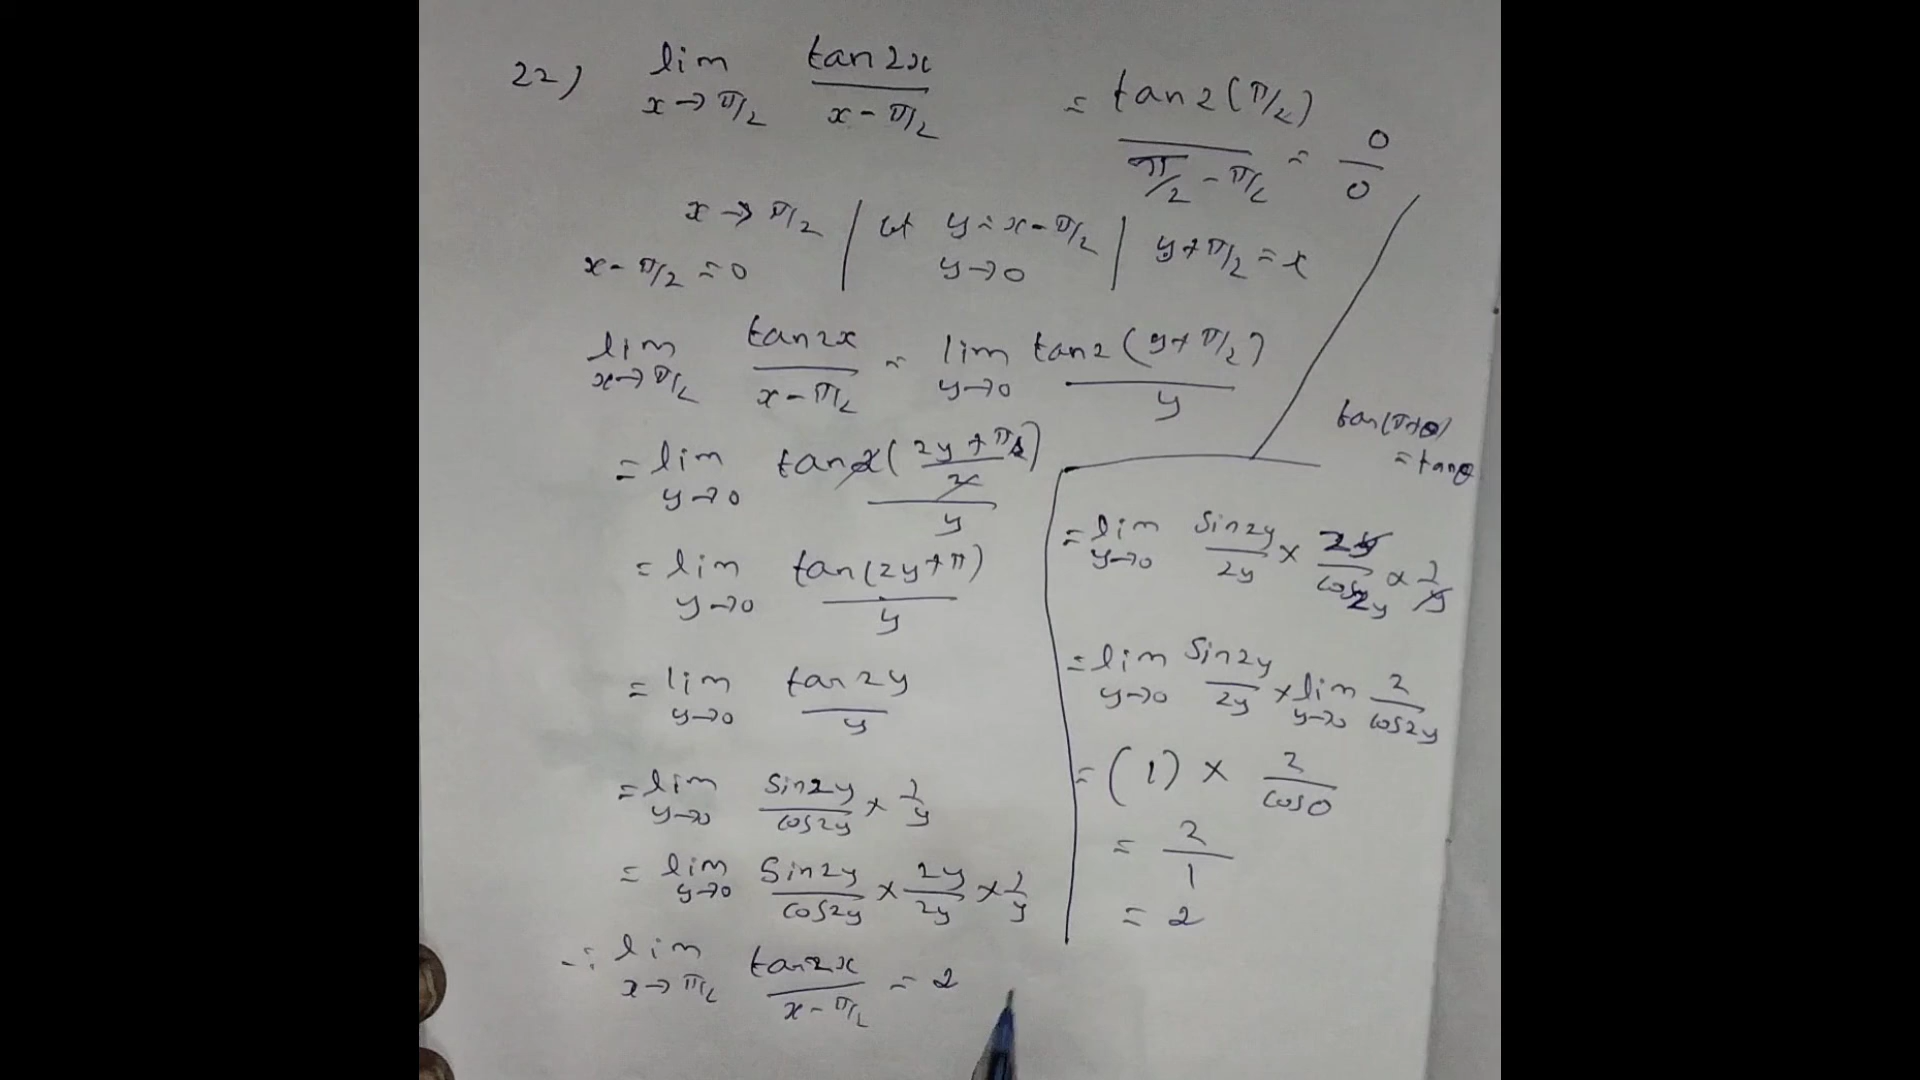 22) lim x→π/2 tan2x / x-π/2 = tan2(π/2) / π/2-π/2 = 0/0
x→π/2 | let y=x-π/2 | y+π/2=x
x-π/2=0 | y→0 |
lim x→π/2 tan2x / x-π/2 = lim y→0 tan2(y+π/2) / y
= lim y→0 tan2(2y+π/2) / y
= lim y→0 tan(2y+π) / y
= lim y→0 tan2y / y
= lim y→0 sin2y/cos2y × 1/y
= lim y→0 sin2y/cos2y × 2y/2y × 1/y
tan(π+θ)
=tanθ
= lim y→0 sin2y/2y × 2y/cos2y × 1/y
= lim y→0 sin2y/2y × lim y→0 2/cos2y
= (1) × 2/cos0
= 2/1
= 2
∴ lim x→π/2 tan2x / x-π/2 = 2